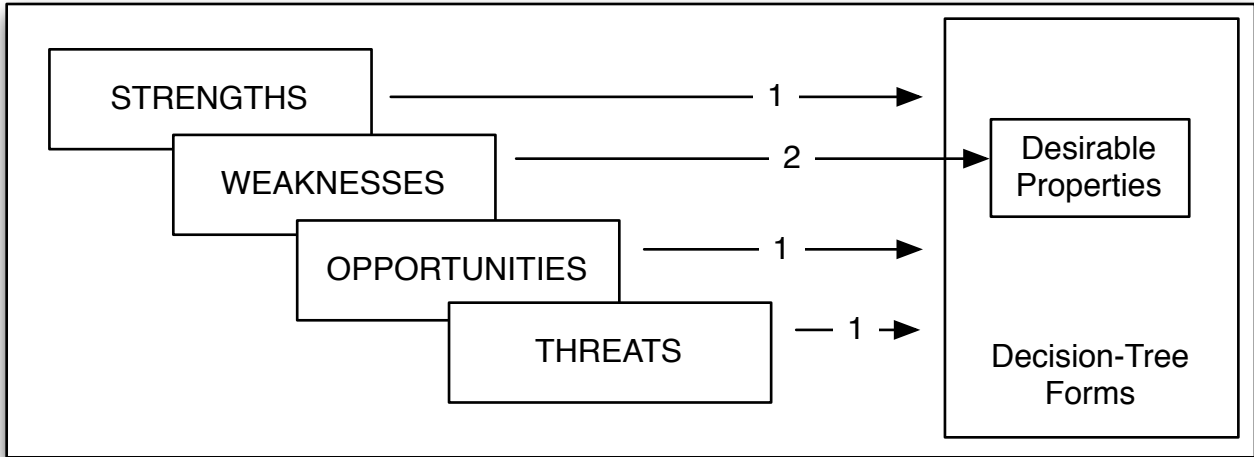 STRENGTHS
1
WEAKNESSES
2
Desirable
Properties
OPPORTUNITIES
1
THREATS
1
Decision-Tree
Forms